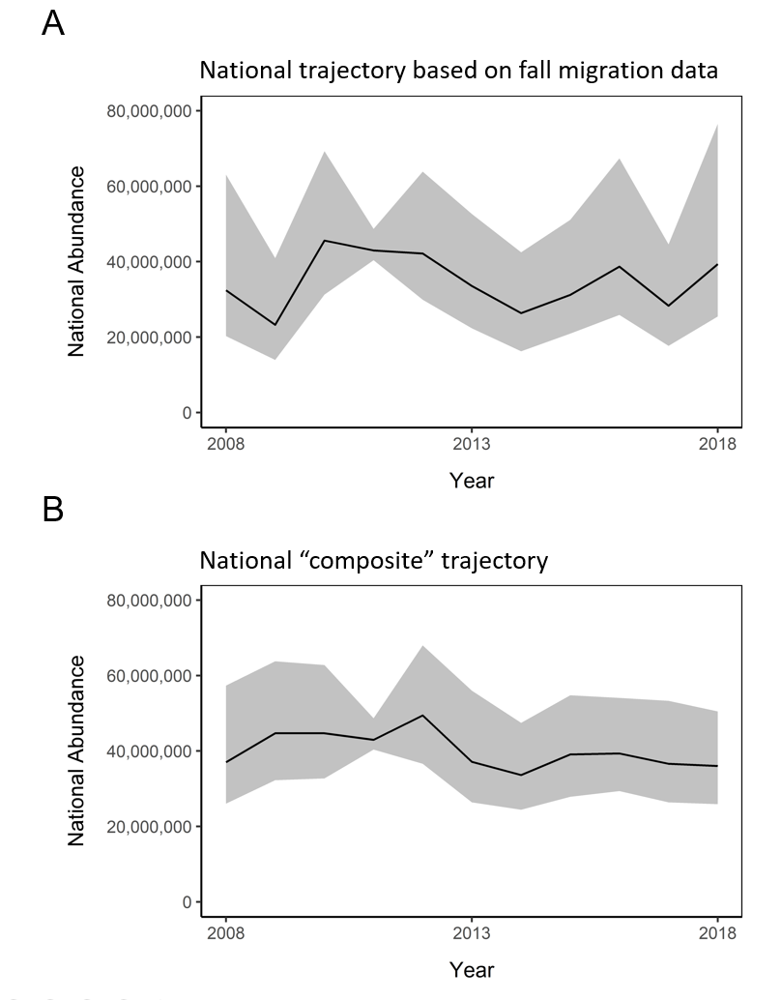 A
National trajectory based on fall migration data
80,000,000
60,000,000
40,000,000
20,000,000
0
National Abundance
2008 2013 2018
Year
B
National “composite” trajectory
80,000,000
60,000,000
40,000,000
20,000,000
0
National Abundance
2008 2013 2018
Year